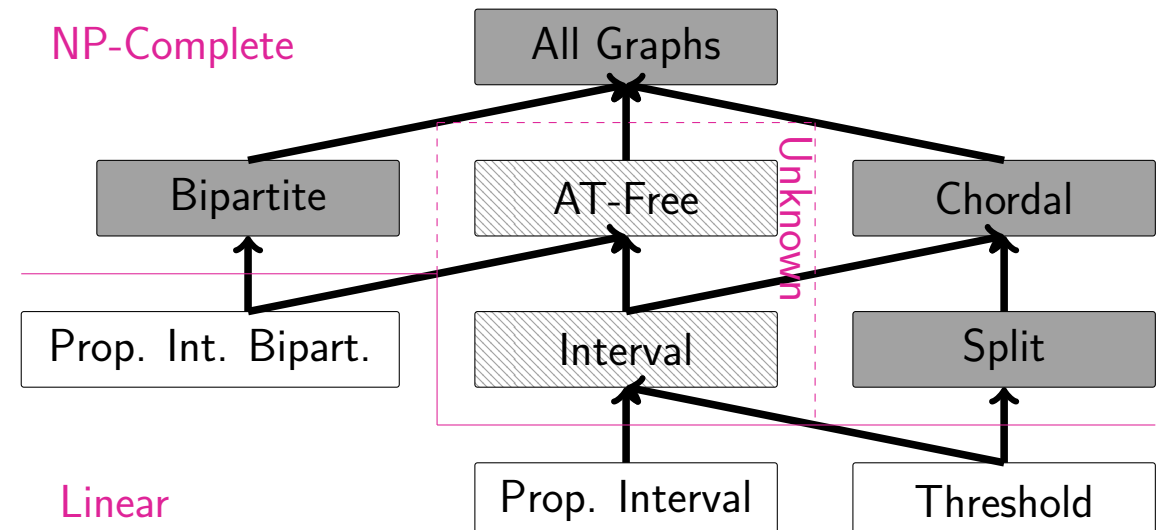 NP-Complete
All Graphs
Bipartite
AT-Free
Unknown
Chordal
Prop. Int. Bipart.
Interval
Split
Linear
Prop. Interval
Threshold